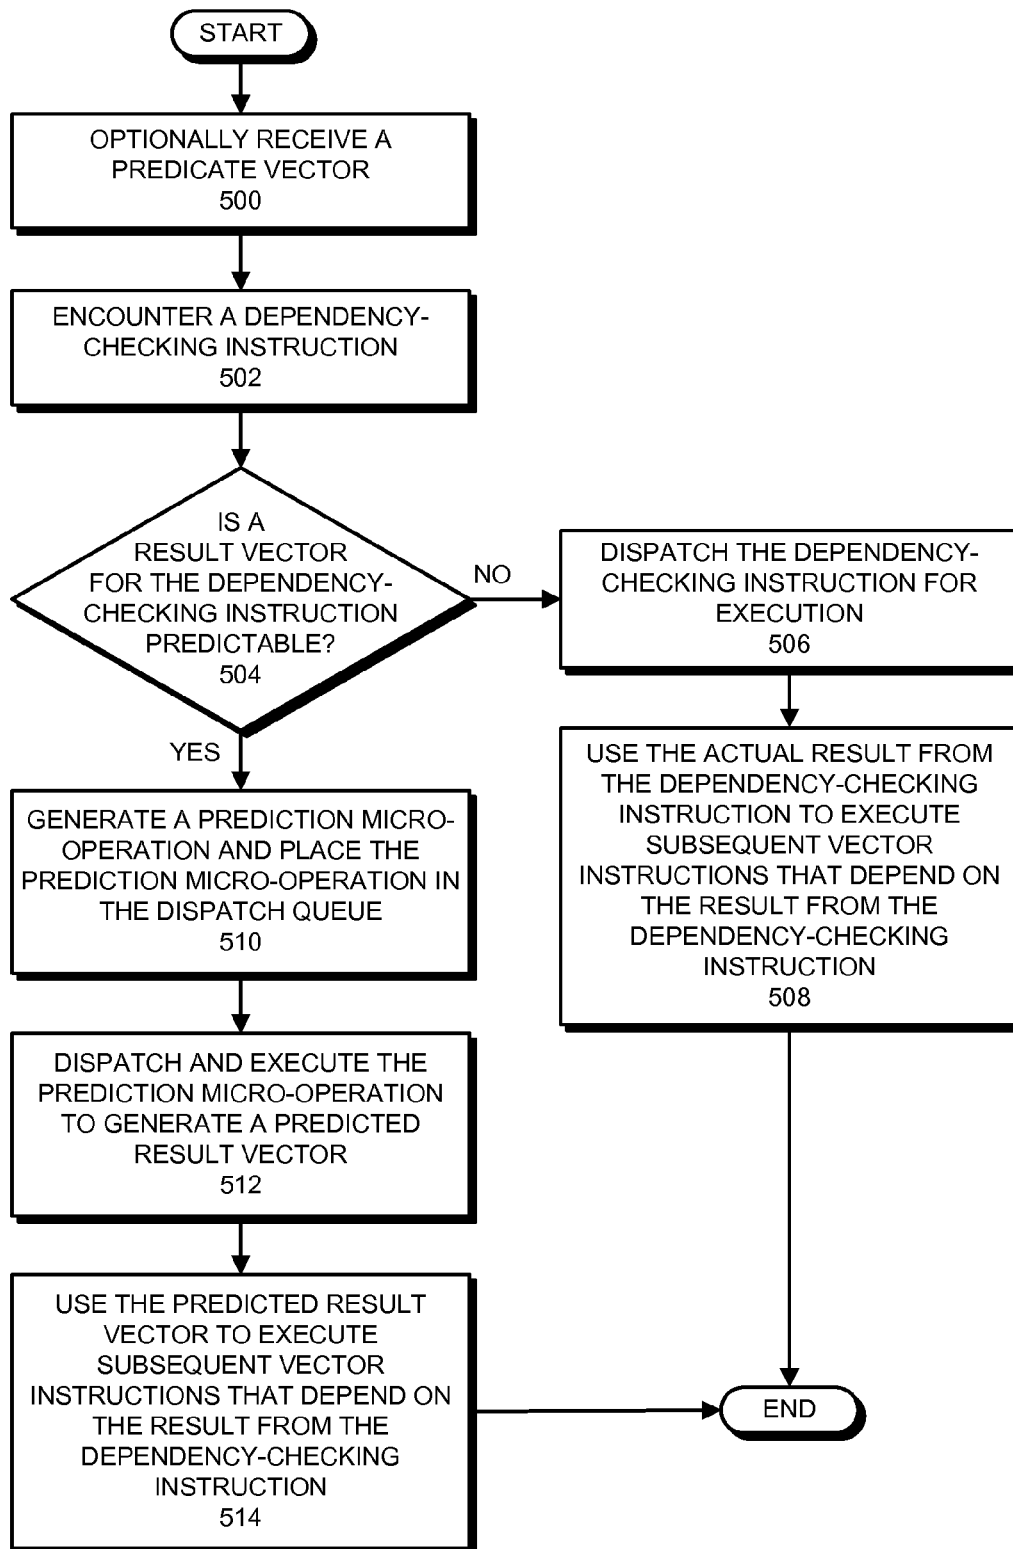 START
OPTIONALLY RECEIVE A
PREDICATE VECTOR
500
ENCOUNTER A DEPENDENCY-
CHECKING INSTRUCTION
502
IS A
RESULT VECTOR
FOR THE DEPENDENCY-
CHECKING INSTRUCTION
PREDICTABLE?
504
NO
DISPATCH THE DEPENDENCY-
CHECKING INSTRUCTION FOR
EXECUTION
506
USE THE ACTUAL RESULT FROM
THE DEPENDENCY-CHECKING
INSTRUCTION TO EXECUTE
SUBSEQUENT VECTOR
INSTRUCTIONS THAT DEPEND ON
THE RESULT FROM THE
DEPENDENCY-CHECKING
INSTRUCTION
508
YES
GENERATE A PREDICTION MICRO-
OPERATION AND PLACE THE
PREDICTION MICRO-OPERATION IN
THE DISPATCH QUEUE
510
DISPATCH AND EXECUTE THE
PREDICTION MICRO-OPERATION
TO GENERATE A PREDICTED
RESULT VECTOR
512
USE THE PREDICTED RESULT
VECTOR TO EXECUTE
SUBSEQUENT VECTOR
INSTRUCTIONS THAT DEPEND ON
THE RESULT FROM THE
DEPENDENCY-CHECKING
INSTRUCTION
514
END